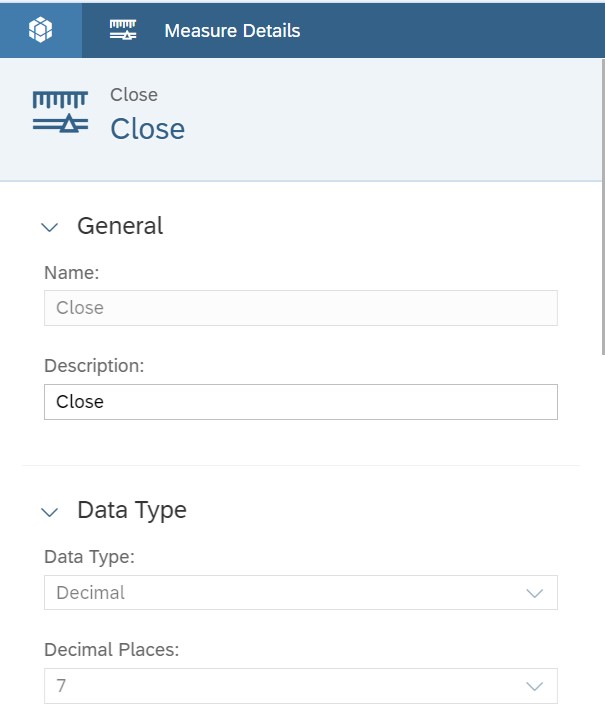 Measure Details
Close
Close
General
Name:
Close
Description:
Close
Data Type
Data Type:
Decimal
Decimal Places:
7